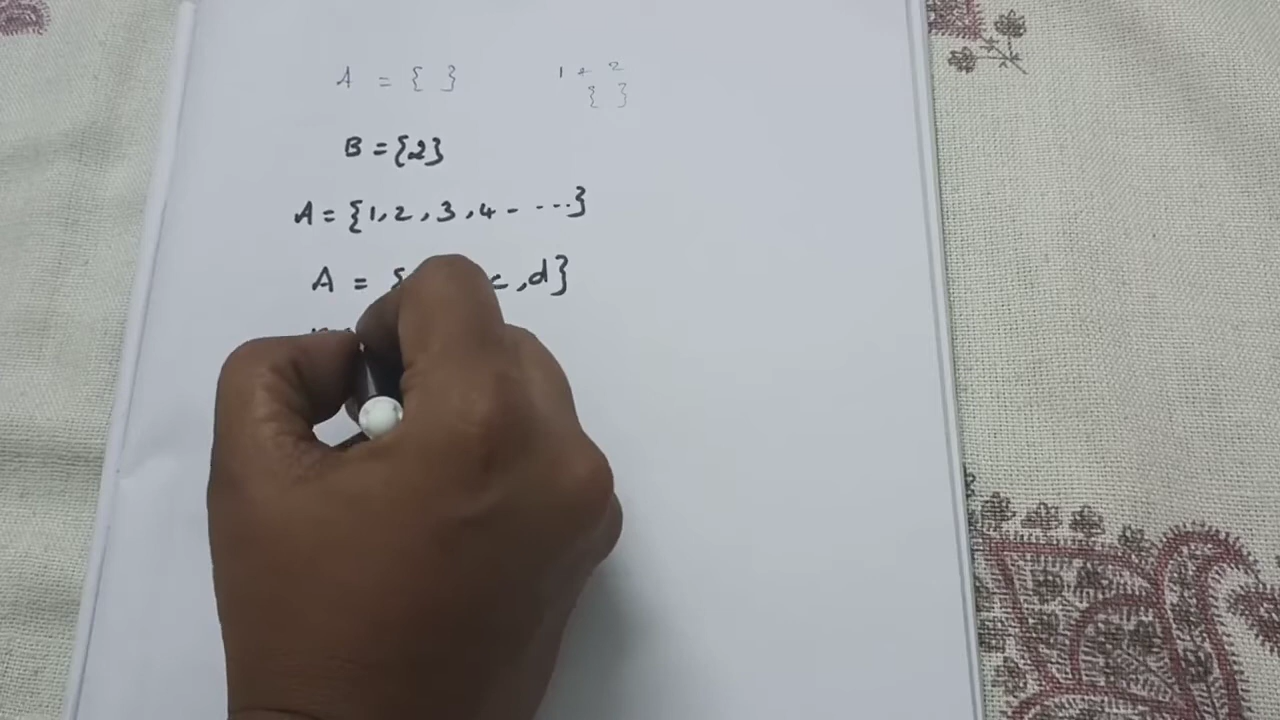 A = { }
1 & 2
{ }
B = {2}
A = {1, 2, 3, 4 - ...}
A = { c, d}